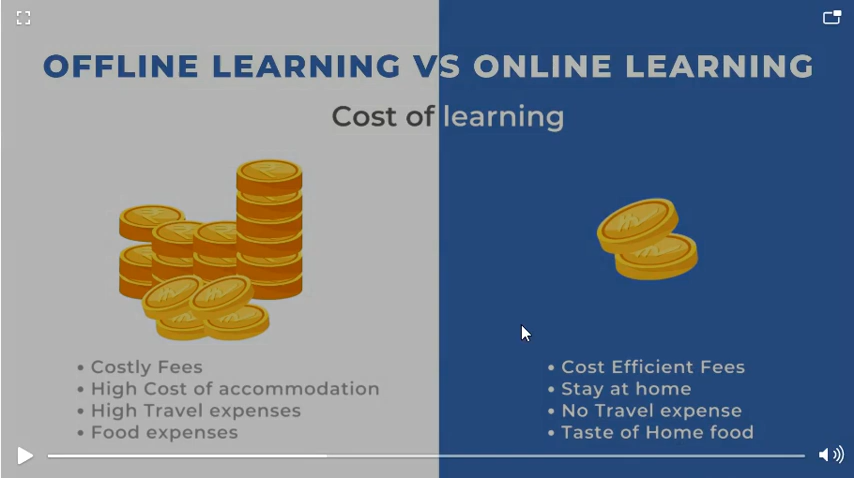 OFFLINE LEARNING VS ONLINE LEARNING
Cost of learning
• Costly Fees
• High Cost of accommodation
• High Travel expenses
• Food expenses
• Cost Efficient Fees
• Stay at home
• No Travel expense
• Taste of Home food